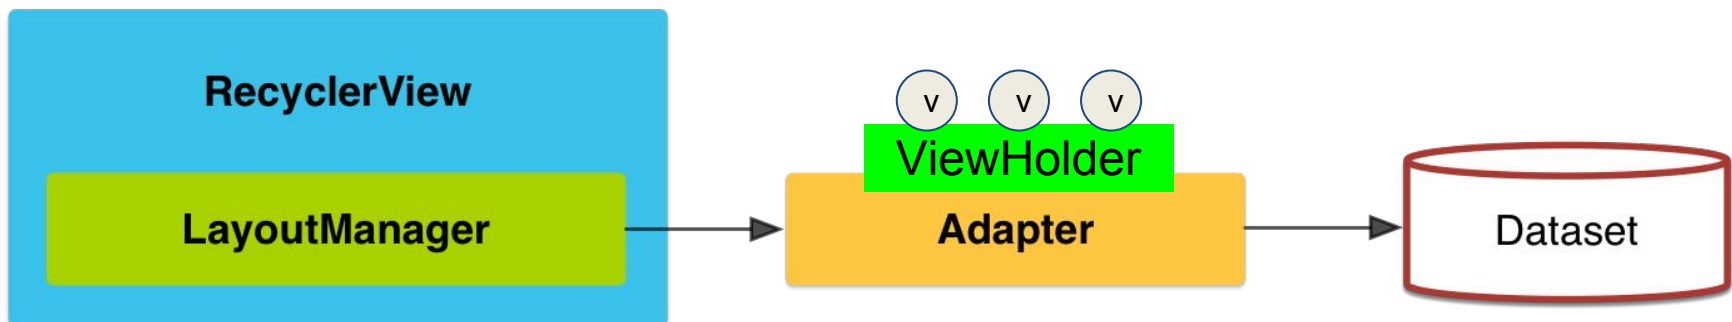 RecyclerView
LayoutManager
v v v
ViewHolder
Adapter
Dataset